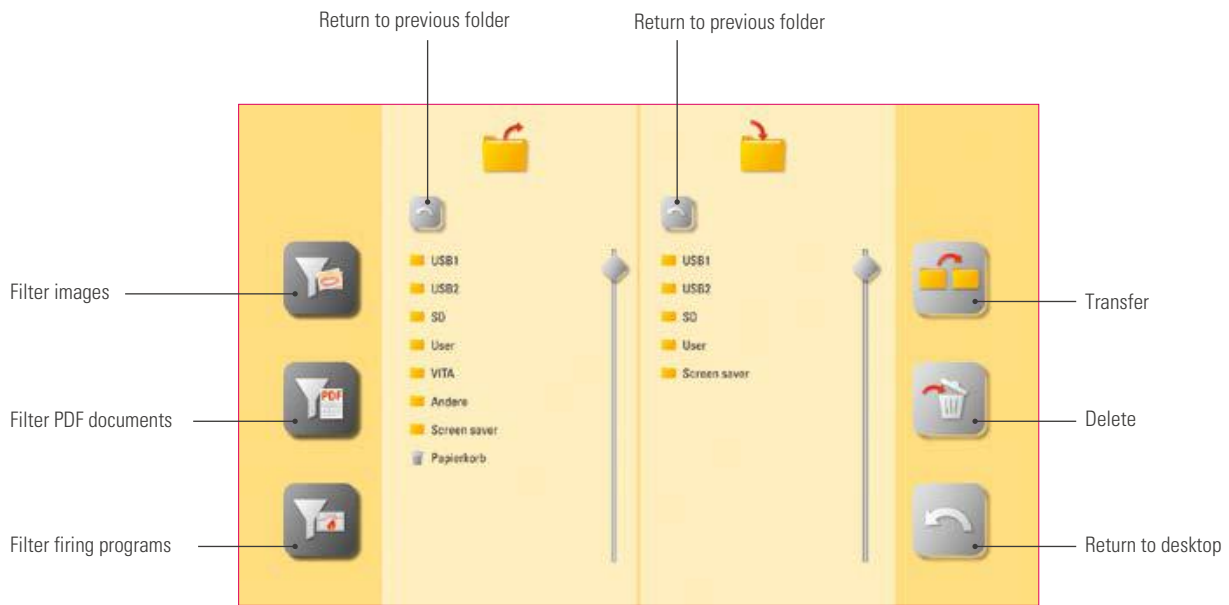 Return to previous folder
Return to previous folder
Filter images
Filter PDF documents
Filter firing programs
PDF
USB1
USB2
SD
User
VITA
Andere
Screen saver
Papierkorb
USB1
USB2
SD
User
Screen saver
Transfer
Delete
Return to desktop